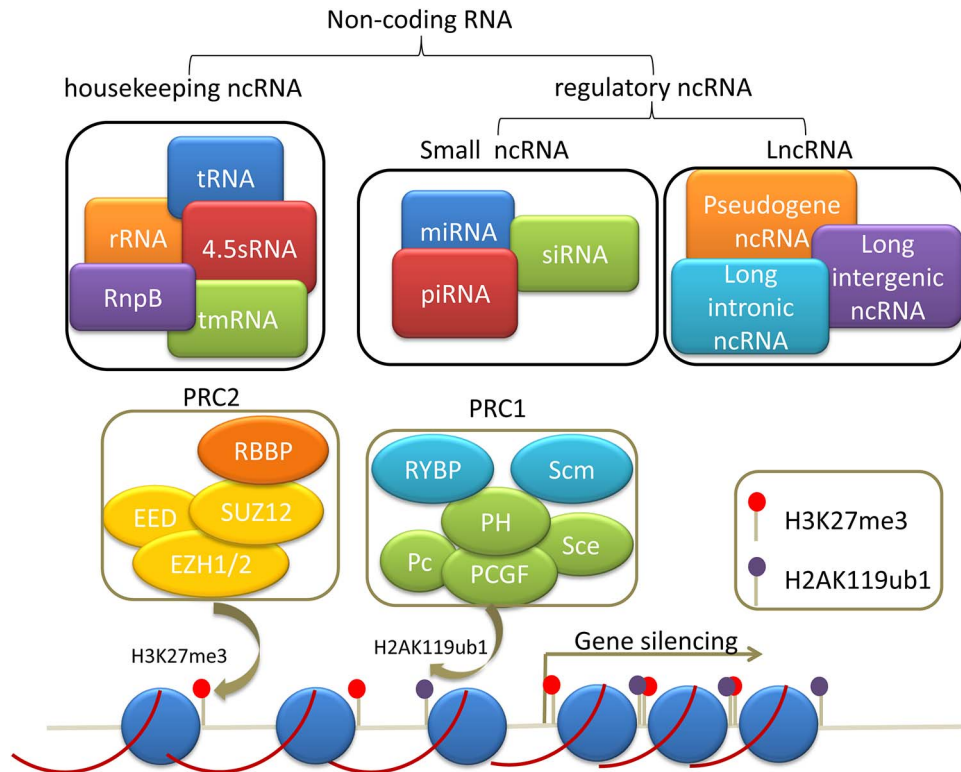 Non-coding RNA
housekeeping ncRNA
regulatory ncRNA
Small ncRNA
LncRNA
tRNA
rRNA
4.5sRNA
RnpB
tmRNA
miRNA
siRNA
piRNA
Pseudogene
ncRNA
Long
intergenic
ncRNA
Long
intronic
ncRNA
PRC2
RBBP
EED
SUZ12
EZH1/2
PRC1
RYBP
Scm
PH
Pc
PCGF
Sce
H3K27me3
H2AK119ub1
H3K27me3
H2AK119ub1
Gene silencing